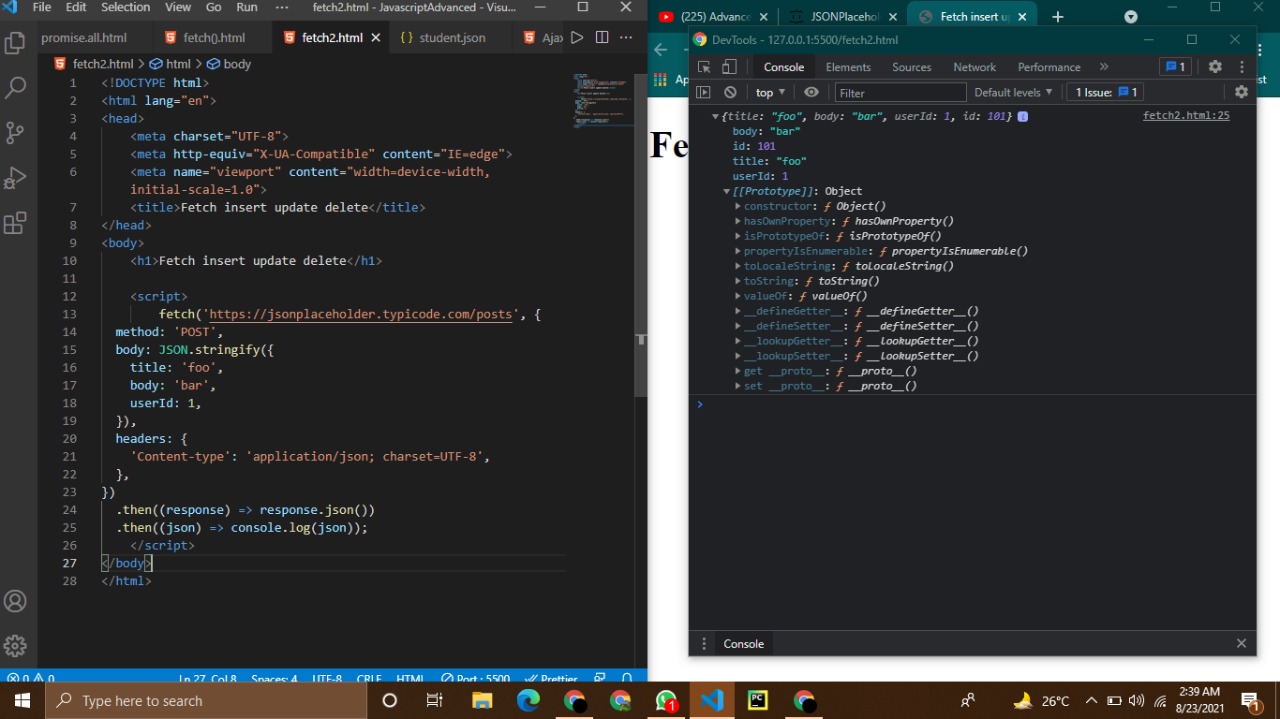 File Edit Selection View Go Run ··· fetch2.html - JavascriptAdvanced - Visu...
promise.all.html fetch().html fetch2.html student.json Aja
fetch2.html > html > body
1 <!DOCTYPE html>
2 <html lang="en">
3 <head>
4 <meta charset="UTF-8">
5 <meta http-equiv="X-UA-Compatible" content="IE=edge">
6 <meta name="viewport" content="width=device-width,
initial-scale=1.0">
7 <title>Fetch insert update delete</title>
8 </head>
9 <body>
10 <h1>Fetch insert update delete</h1>
11
12 <script>
13 fetch('https://jsonplaceholder.typicode.com/posts', {
14 method: 'POST',
15 body: JSON.stringify({
16 title: 'foo',
17 body: 'bar',
18 userId: 1,
19 }),
20 headers: {
21 'Content-type': 'application/json; charset=UTF-8',
22 },
23 })
24 .then((response) => response.json())
25 .then((json) => console.log(json));
26 </script>
27 </body>
28 </html>
0 0 Ln 27, Col 8 Spaces: 4 UTF-8 CRLF HTML Port : 5500 Prettier
(225) Advance JSONPlacehol Fetch insert up
Ap
ist
Fe
DevTools - 127.0.0.1:5500/fetch2.html
Console Elements Sources Network Performance » 1
top Filter Default levels 1 Issue: 1
{title: "foo", body: "bar", userId: 1, id: 101} fetch2.html:25
body: "bar"
id: 101
title: "foo"
userId: 1
[[Prototype]]: Object
constructor: ƒ Object()
hasOwnProperty: ƒ hasOwnProperty()
isPrototypeOf: ƒ isPrototypeOf()
propertyIsEnumerable: ƒ propertyIsEnumerable()
toLocaleString: ƒ toLocaleString()
toString: ƒ toString()
valueOf: ƒ valueOf()
__defineGetter__: ƒ __defineGetter__()
__defineSetter__: ƒ __defineSetter__()
__lookupGetter__: ƒ __lookupGetter__()
__lookupSetter__: ƒ __lookupSetter__()
get __proto__: ƒ __proto__()
set __proto__: ƒ __proto__()
>
Console
Type here to search
1
PC
26°C
2:39 AM
8/23/2021
1